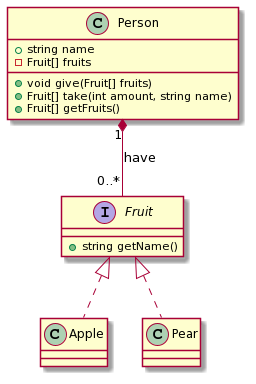 C Person
string name
Fruit[] fruits
void give(Fruit[] fruits)
Fruit[] take(int amount, string name)
Fruit[] getFruits()
1
have
0..*
I Fruit
string getName()
C Apple
C Pear